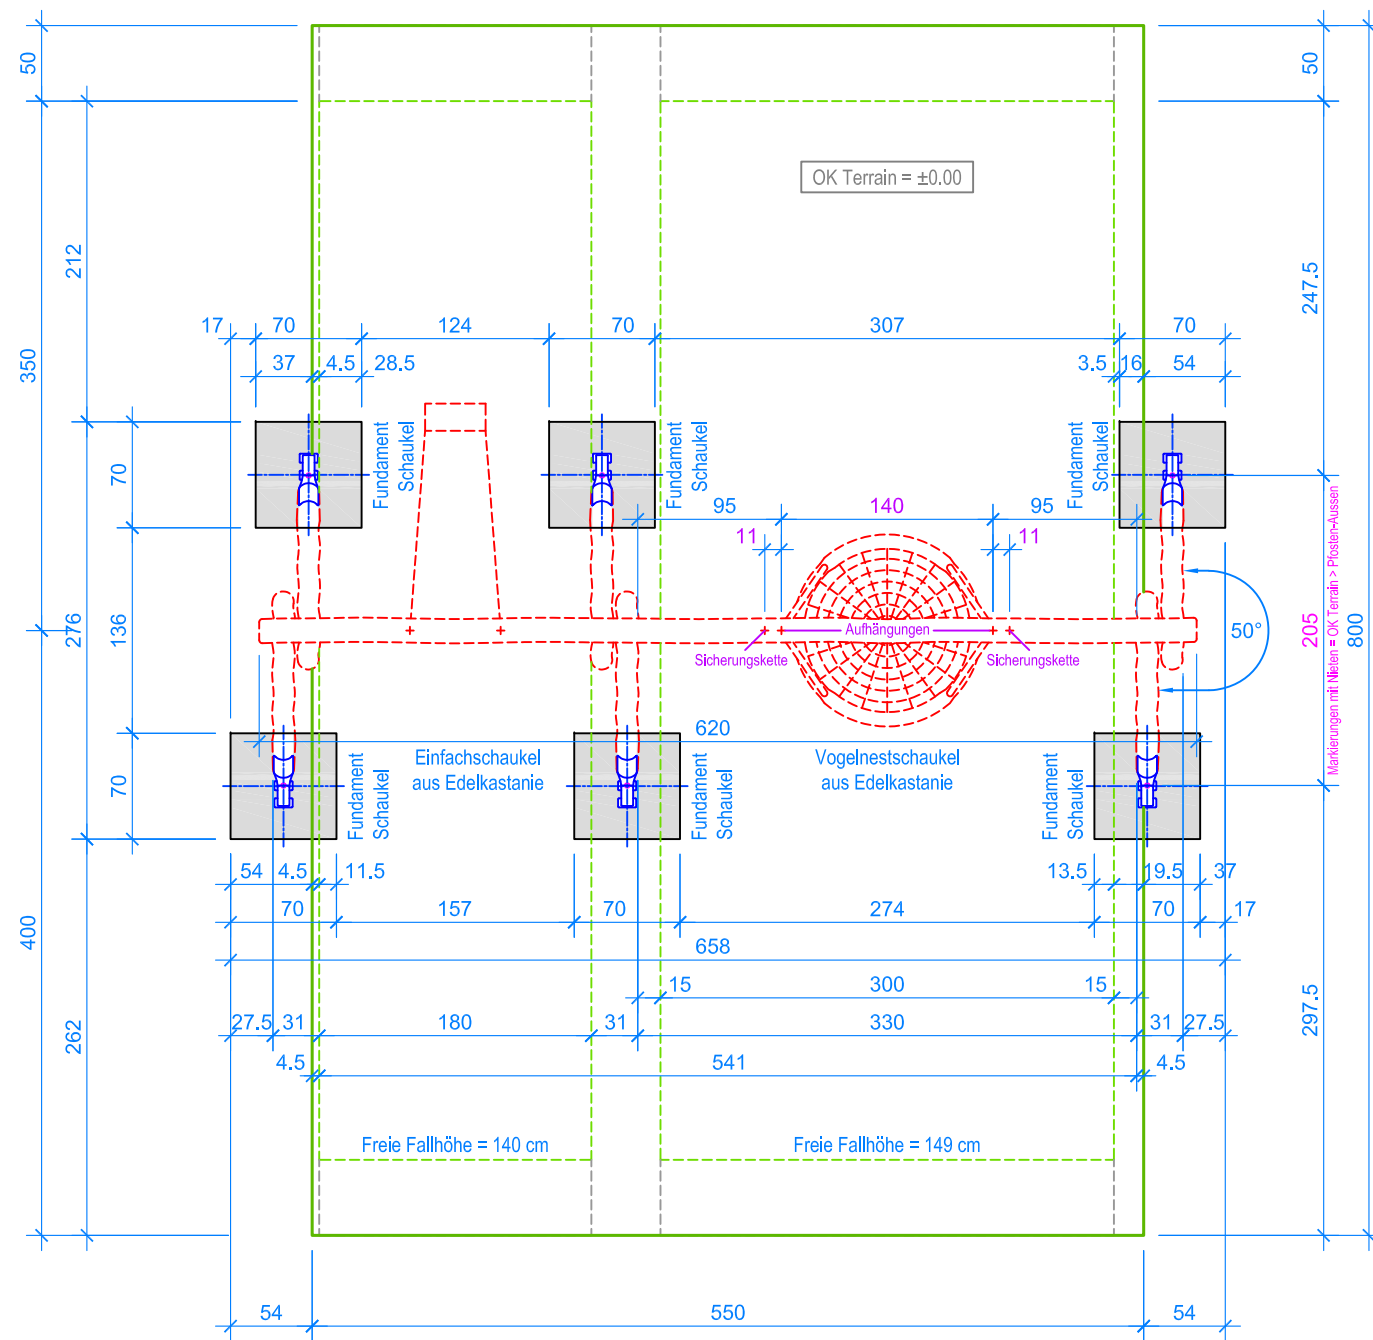 50
50
OK Terrain = ±0.00
212
247.5
350
17
70
124
70
307
70
37
4.5
28.5
3.5
16
54
Fundament
Schaukel
Fundament
Schaukel
Fundament
Schaukel
70
95
140
95
11
11
Markierungen mit Nieten = OK Terrain > Pfosten-Aussen
276
136
Aufhängungen
50°
205
800
Sicherungskette
Sicherungskette
620
Einfachschaukel
aus Edelkastanie
Vogelnestschaukel
aus Edelkastanie
70
Fundament
Schaukel
Fundament
Schaukel
Fundament
Schaukel
54
4.5
11.5
13.5
19.5
37
70
157
70
274
70
17
400
658
15
300
15
297.5
262
27.5
31
180
31
330
31
27.5
4.5
541
4.5
Freie Fallhöhe = 140 cm
Freie Fallhöhe = 149 cm
54
550
54